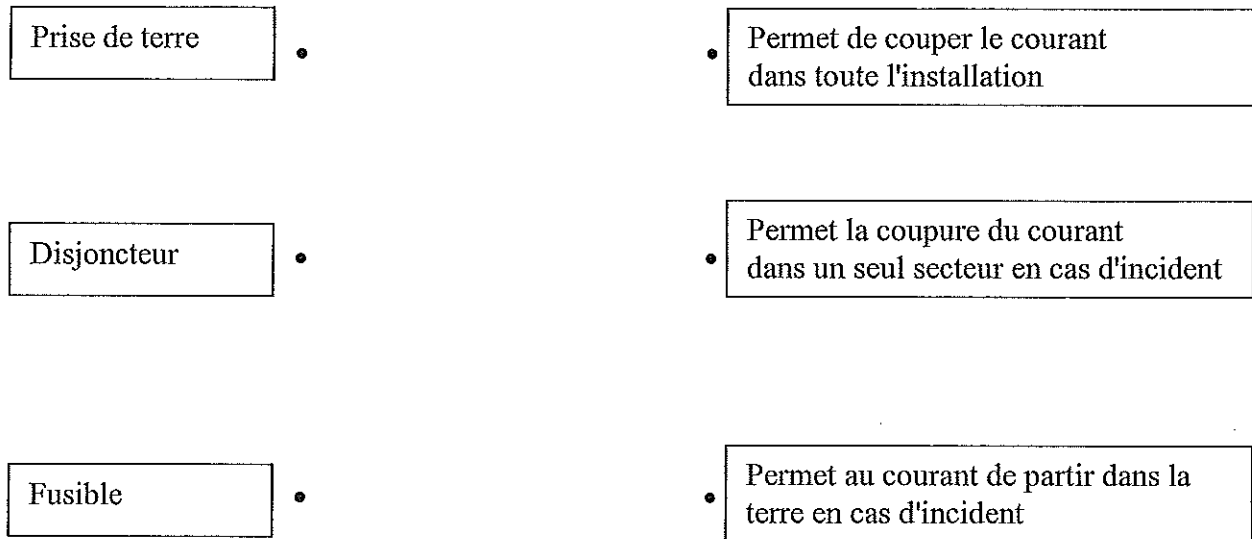 Prise de terre
Permet de couper le courant
dans toute l'installation
Disjoncteur
Permet la coupure du courant
dans un seul secteur en cas d'incident
Fusible
Permet au courant de partir dans la
terre en cas d'incident